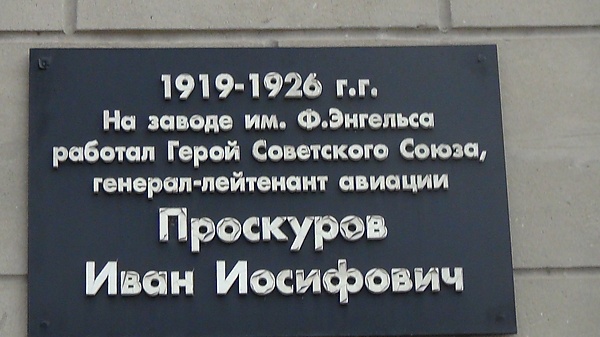 1919-1926 г.г.
На заводе им. Ф.Энгельса
работал Герой Советского Союза,
генерал-лейтенант авиации
Проскуров
Иван Иосифович